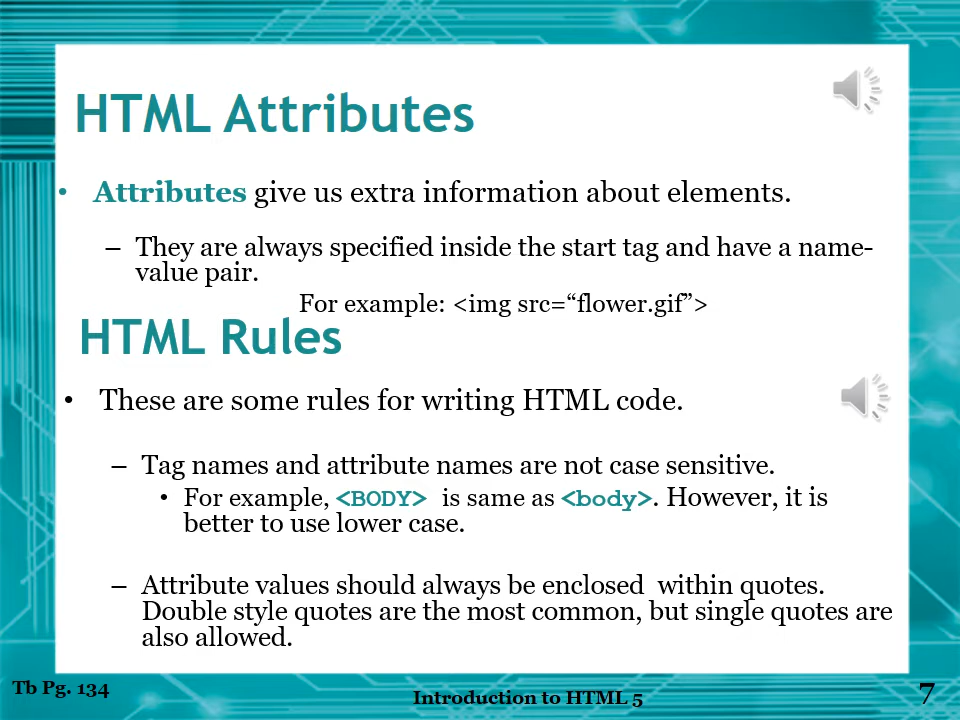 HTML Attributes
• Attributes give us extra information about elements.
– They are always specified inside the start tag and have a name-
value pair.
For example: <img src=“flower.gif”>
HTML Rules
• These are some rules for writing HTML code.
– Tag names and attribute names are not case sensitive.
• For example, <BODY> is same as <body>. However, it is
better to use lower case.
– Attribute values should always be enclosed  within quotes.
Double style quotes are the most common, but single quotes are
also allowed.
Tb Pg. 134
Introduction to HTML 5
7